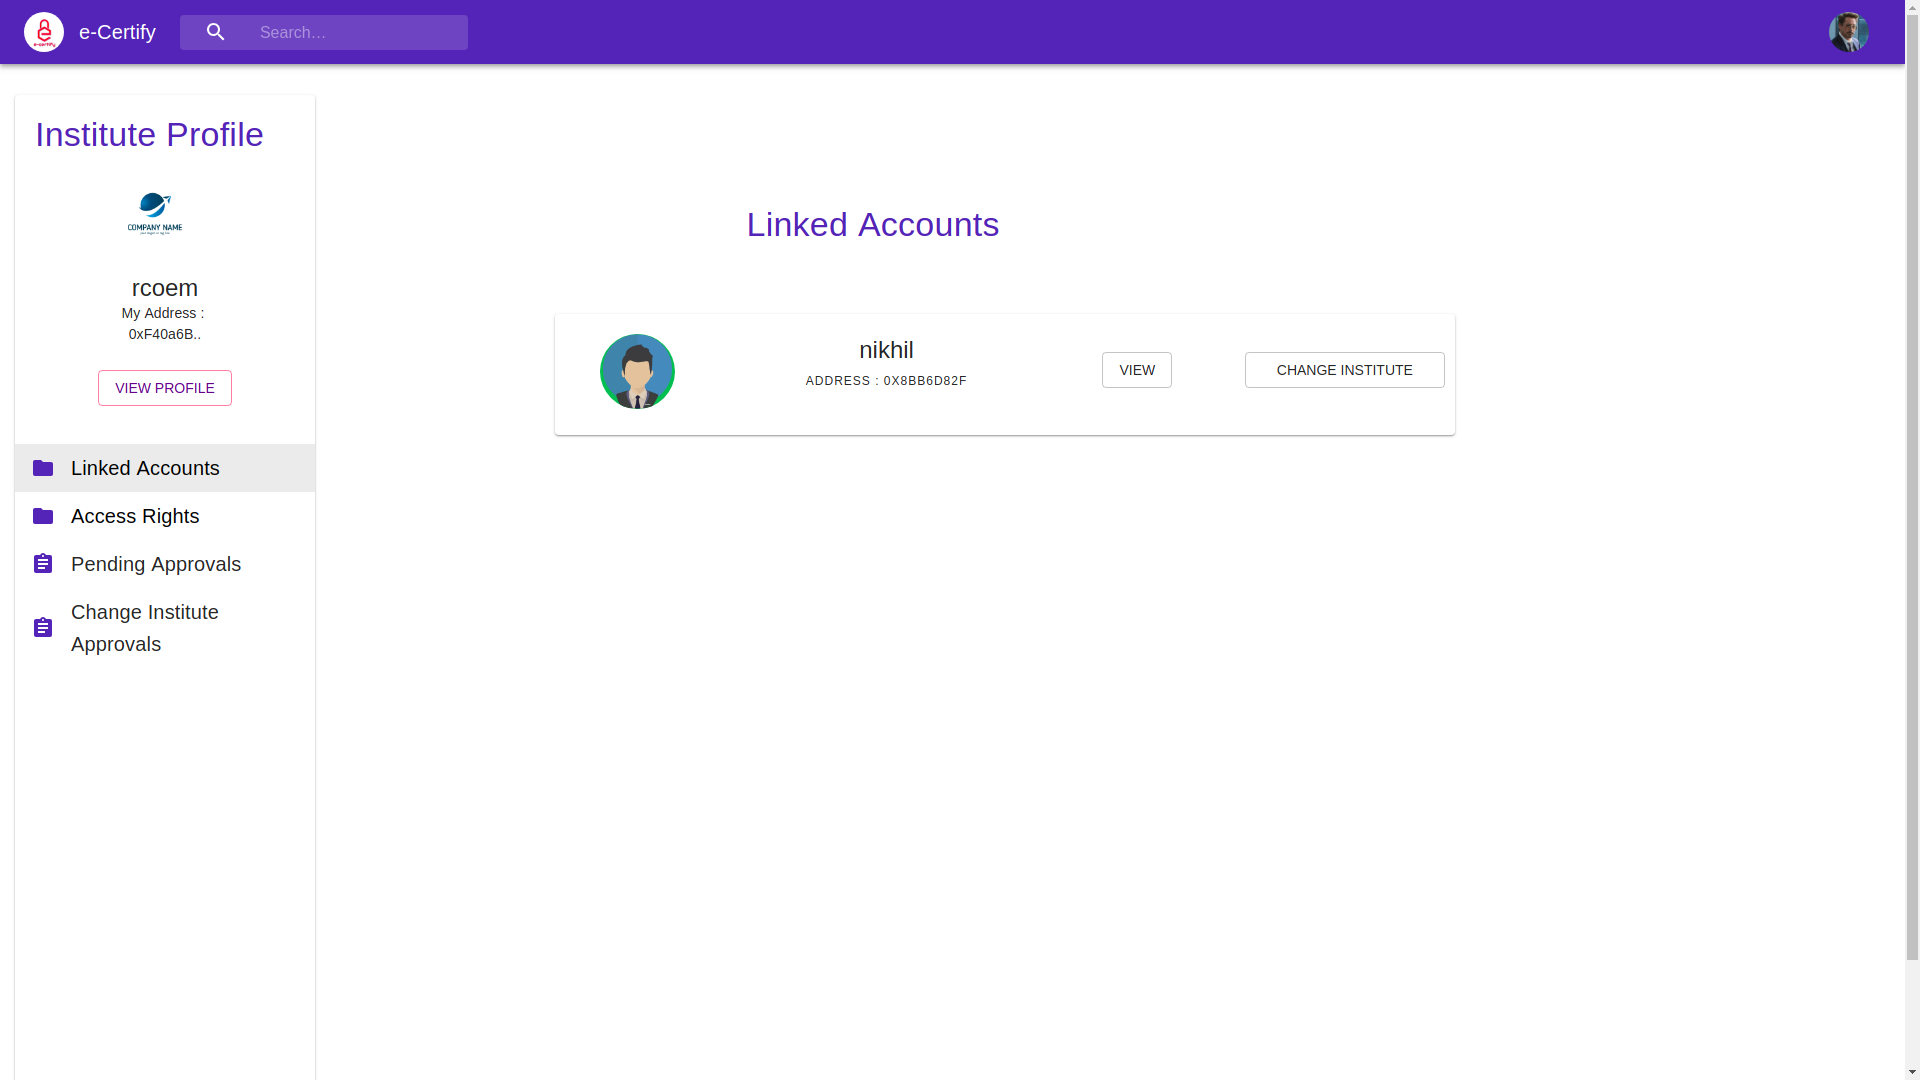 e-certify
e-Certify
Search...
Institute Profile
COMPANY NAME
rcoem
My Address :
0xF40a6B..
VIEW PROFILE
Linked Accounts
Access Rights
Pending Approvals
Change Institute
Approvals
Linked Accounts
nikhil
ADDRESS : 0X8BB6D82F
VIEW
CHANGE INSTITUTE